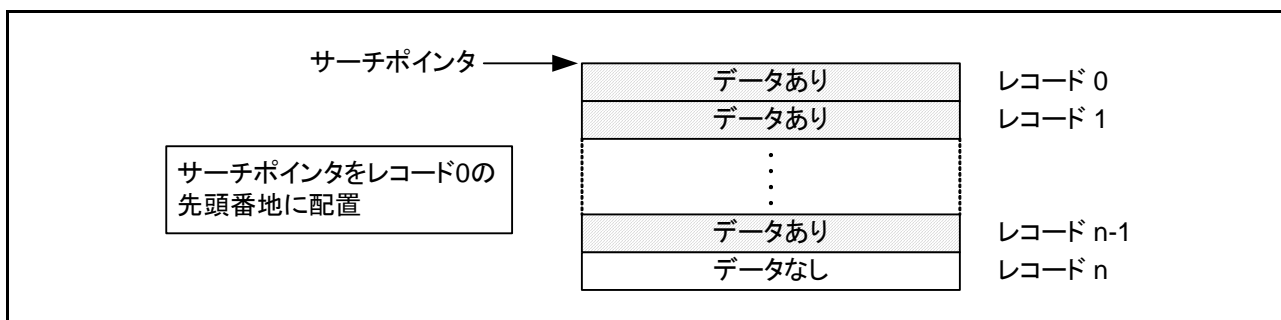 サーチポインタ
データあり レコード 0
データあり レコード 1
サーチポインタをレコード0の
先頭番地に配置
データあり レコード n-1
データなし レコード n